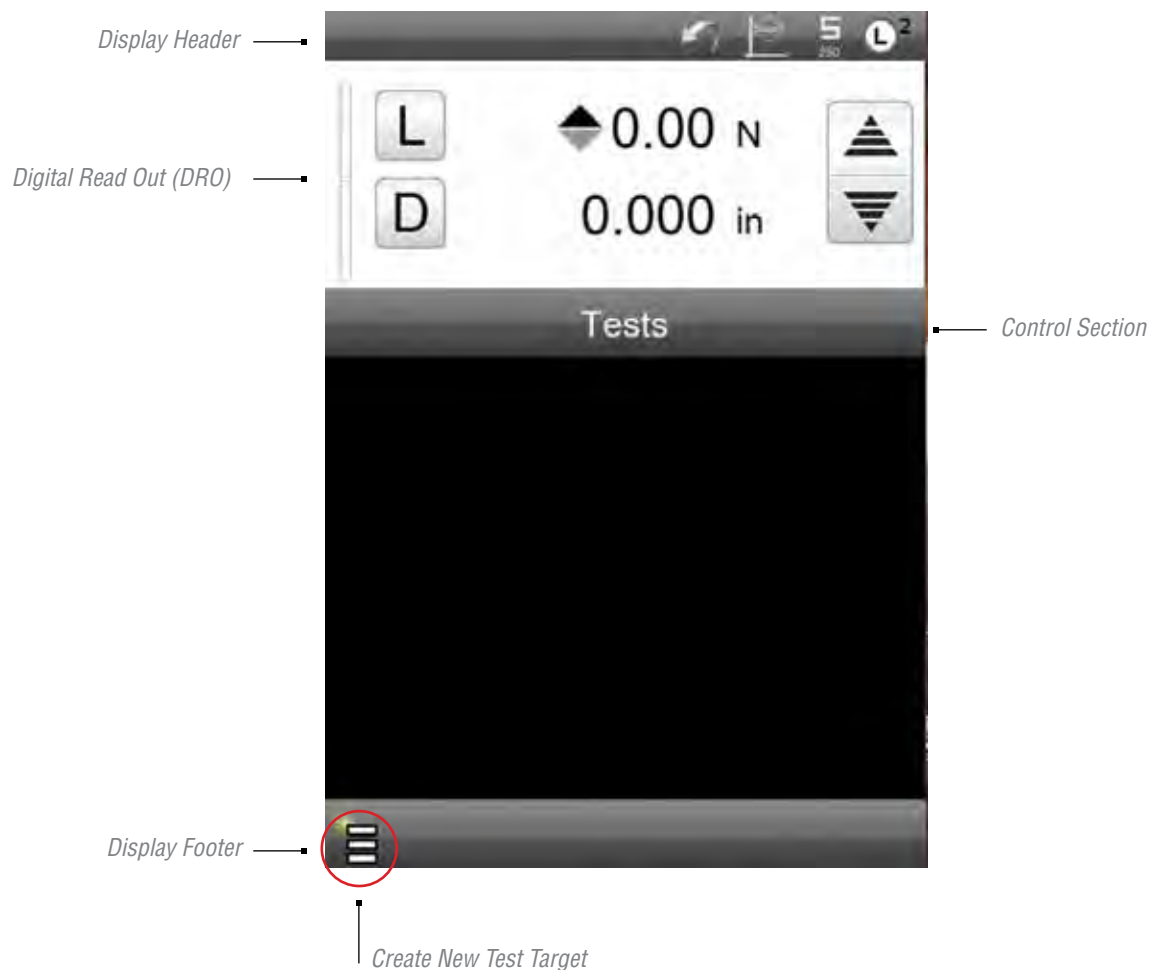 Display Header
5
250
L2
L
0.00 N
Digital Read Out (DRO)
D
0.000 in
Tests
Control Section
Display Footer
Create New Test Target